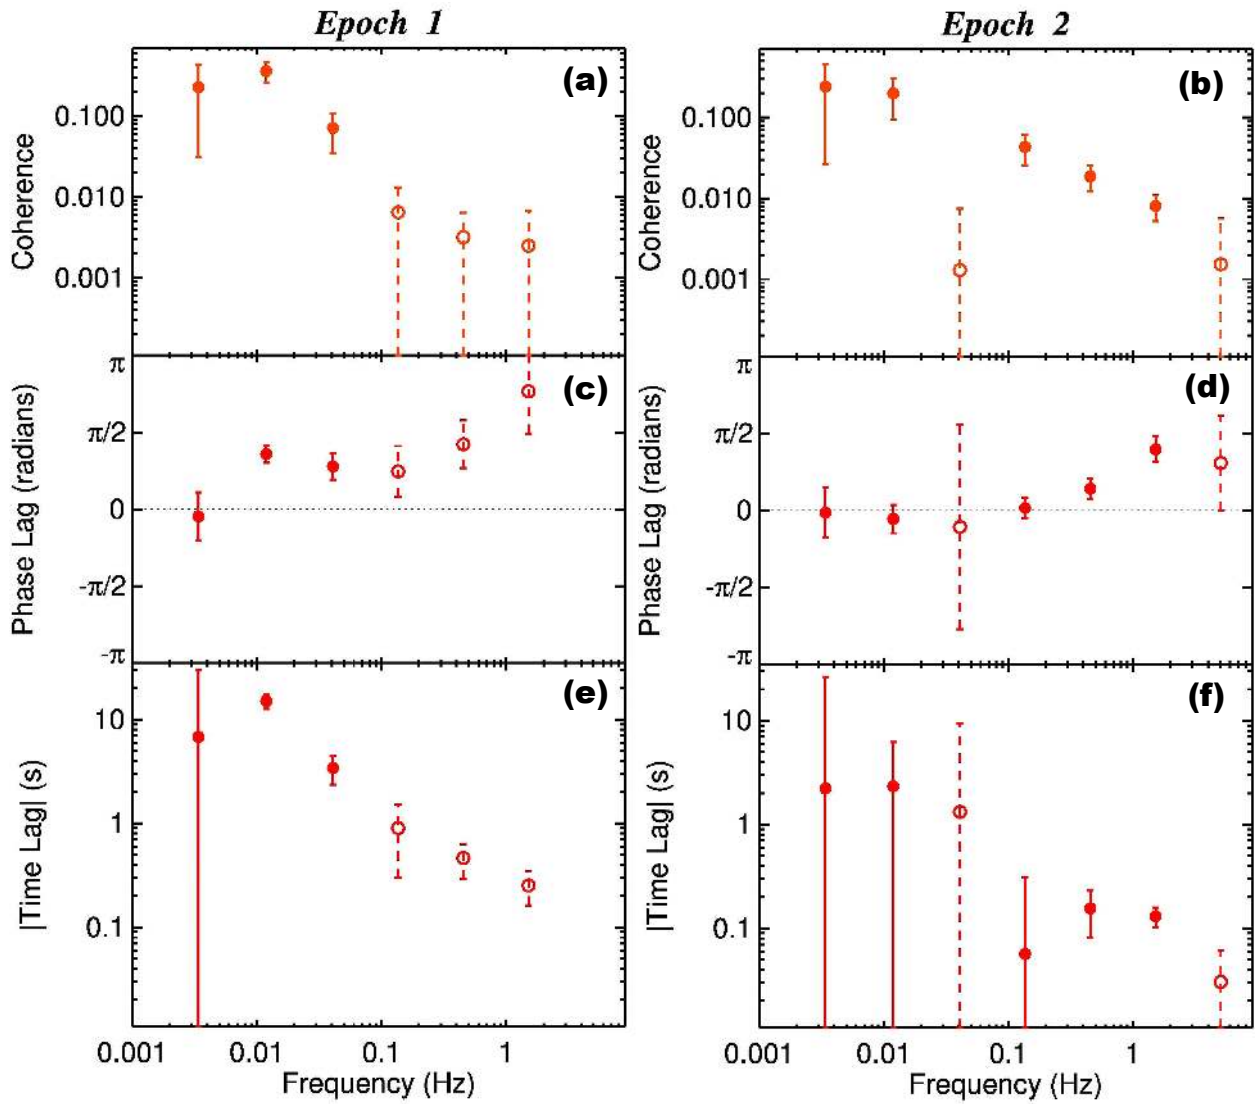 Epoch 1
Epoch 2
(a)
(b)
Coherence
0.100
0.010
0.001
Coherence
0.100
0.010
0.001
(c)
(d)
Phase Lag (radians)
π
π/2
0
-π/2
-π
Phase Lag (radians)
π
π/2
0
-π/2
-π
(e)
(f)
|Time Lag| (s)
10
1
0.1
|Time Lag| (s)
10
1
0.1
0.001 0.01 0.1 1
0.001 0.01 0.1 1
Frequency (Hz)
Frequency (Hz)